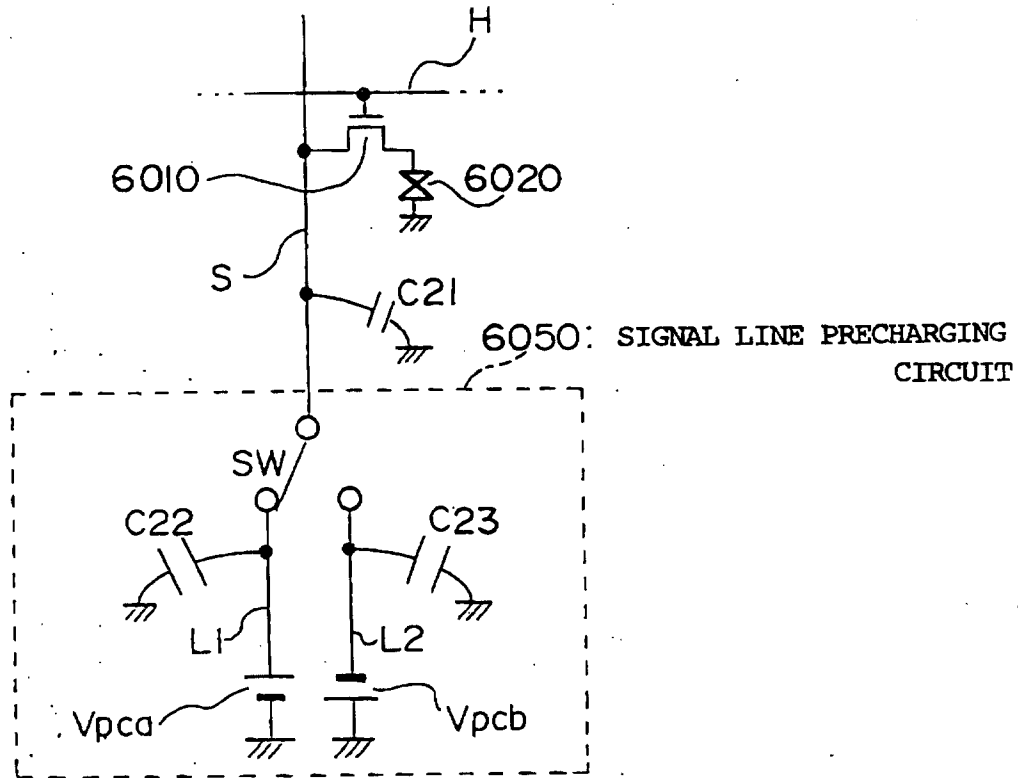 H
6010
6020
S
C21
6050: SIGNAL LINE PRECHARGING
CIRCUIT
SW
C22
C23
L1
L2
Vpca
Vpcb